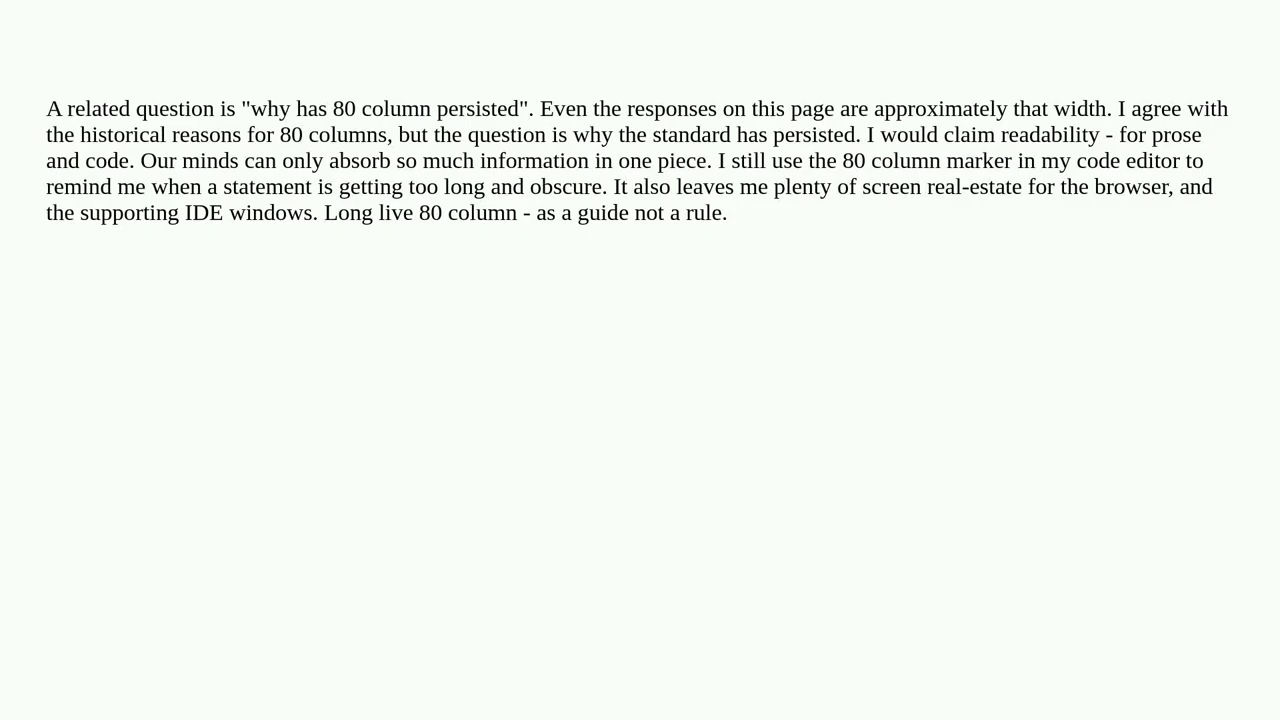 A related question is "why has 80 column persisted". Even the responses on this page are approximately that width. I agree with
the historical reasons for 80 columns, but the question is why the standard has persisted. I would claim readability - for prose
and code. Our minds can only absorb so much information in one piece. I still use the 80 column marker in my code editor to
remind me when a statement is getting too long and obscure. It also leaves me plenty of screen real-estate for the browser, and
the supporting IDE windows. Long live 80 column - as a guide not a rule.